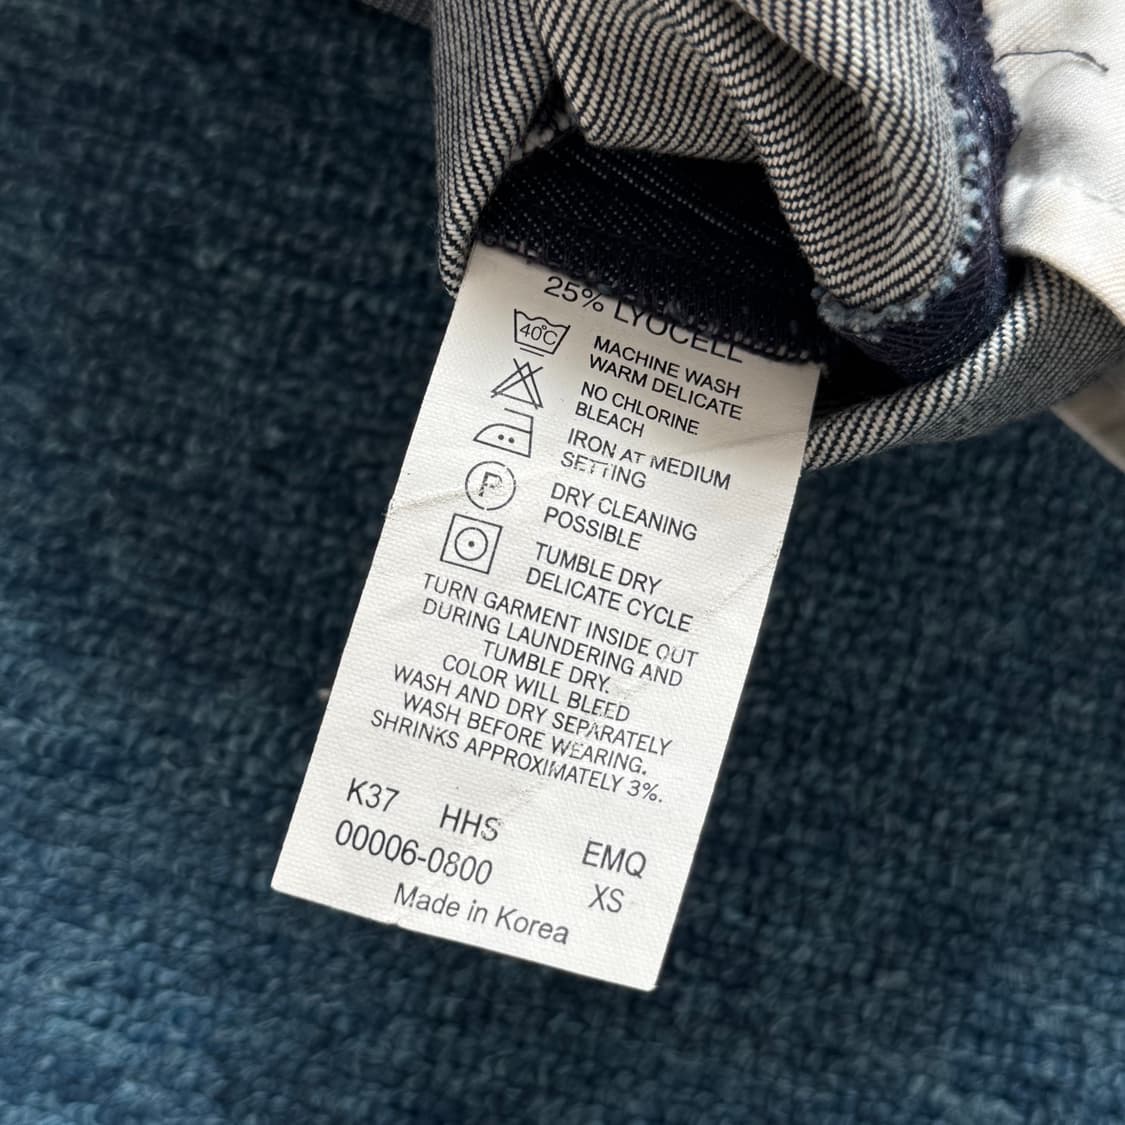 25% LYOCELL
40°C
MACHINE WASH
WARM DELICATE
NO CHLORINE
BLEACH
IRON AT MEDIUM
SETTING
P
DRY CLEANING
POSSIBLE
TUMBLE DRY
DELICATE CYCLE
TURN GARMENT INSIDE OUT
DURING LAUNDERING AND
TUMBLE DRY.
COLOR WILL BLEED
WASH AND DRY SEPARATELY
WASH BEFORE WEARING.
SHRINKS APPROXIMATELY 3%.
K37 HHS EMQ
00006-0800 XS
Made in Korea